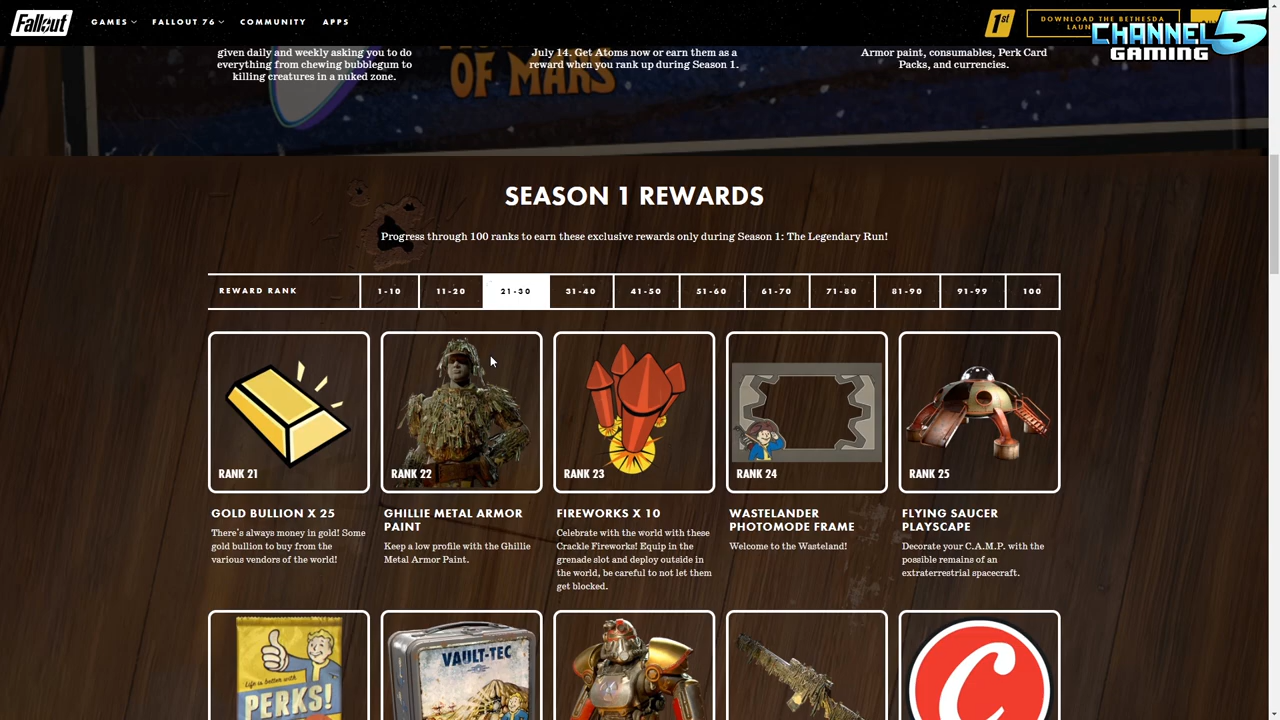 Fallout
GAMES
FALLOUT 76
COMMUNITY
APPS
1st
DOWNLOAD THE BETHESDA
CHANNEL 5
GAMING
given daily and weekly asking you to do
everything from chewing bubblegum to
killing creatures in a nuked zone.
July 14. Get Atoms now or earn them as a
reward when you rank up during Season 1.
Armor paint, consumables, Perk Card
Packs, and currencies.
OF MARS
SEASON 1 REWARDS
Progress through 100 ranks to earn these exclusive rewards only during Season 1: The Legendary Run!
REWARD RANK
1-10
11-20
21-30
31-40
41-50
51-60
61-70
71-80
81-90
91-99
100
RANK 21
RANK 22
RANK 23
RANK 24
RANK 25
GOLD BULLION X 25
There's always money in gold! Some
gold bullion to buy from the
various vendors of the world!
GHILLIE METAL ARMOR
PAINT
Keep a low profile with the Ghillie
Metal Armor Paint.
FIREWORKS X 10
Celebrate with the world with these
Crackle Fireworks! Equip in the
grenade slot and deploy outside in
the world, be careful to not let them
get blocked.
WASTELANDER
PHOTOMODE FRAME
Welcome to the Wasteland!
FLYING SAUCER
PLAYSCAPE
Decorate your C.A.M.P. with the
possible remains of an
extraterrestrial spacecraft.
Life is better with
PERKS!
VAULT-TEC
C